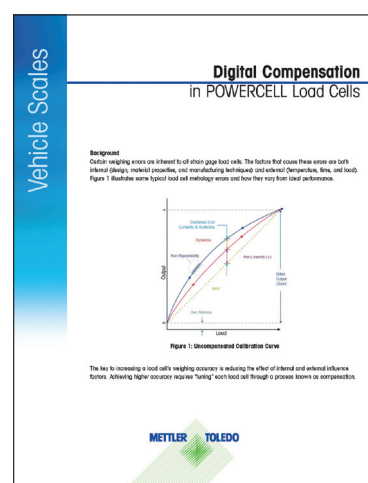 Vehicle Scales
Digital Compensation
in POWERCELL Load Cells
Background
Certain weighing errors are inherent to all strain gage load cells. The factors that cause these errors are both
internal (design, material properties, and manufacturing techniques) and external (temperature, time, and load).
Figure 1 illustrates some typical load cell metrology errors and how they vary from ideal performance.
Combined Error
(Linearity & Hysteresis)
Hysteresis
Non-Repeatability
Non-Linearity
Ideal
Rated
Output
(Span)
Output
Zero Balance
Load
Figure 1: Uncompensated Calibration Curve
The key to increasing a load cell's weighing accuracy is reducing the effect of internal and external influence
factors. Achieving higher accuracy requires "tuning" each load cell through a process known as compensation.
METTLER TOLEDO